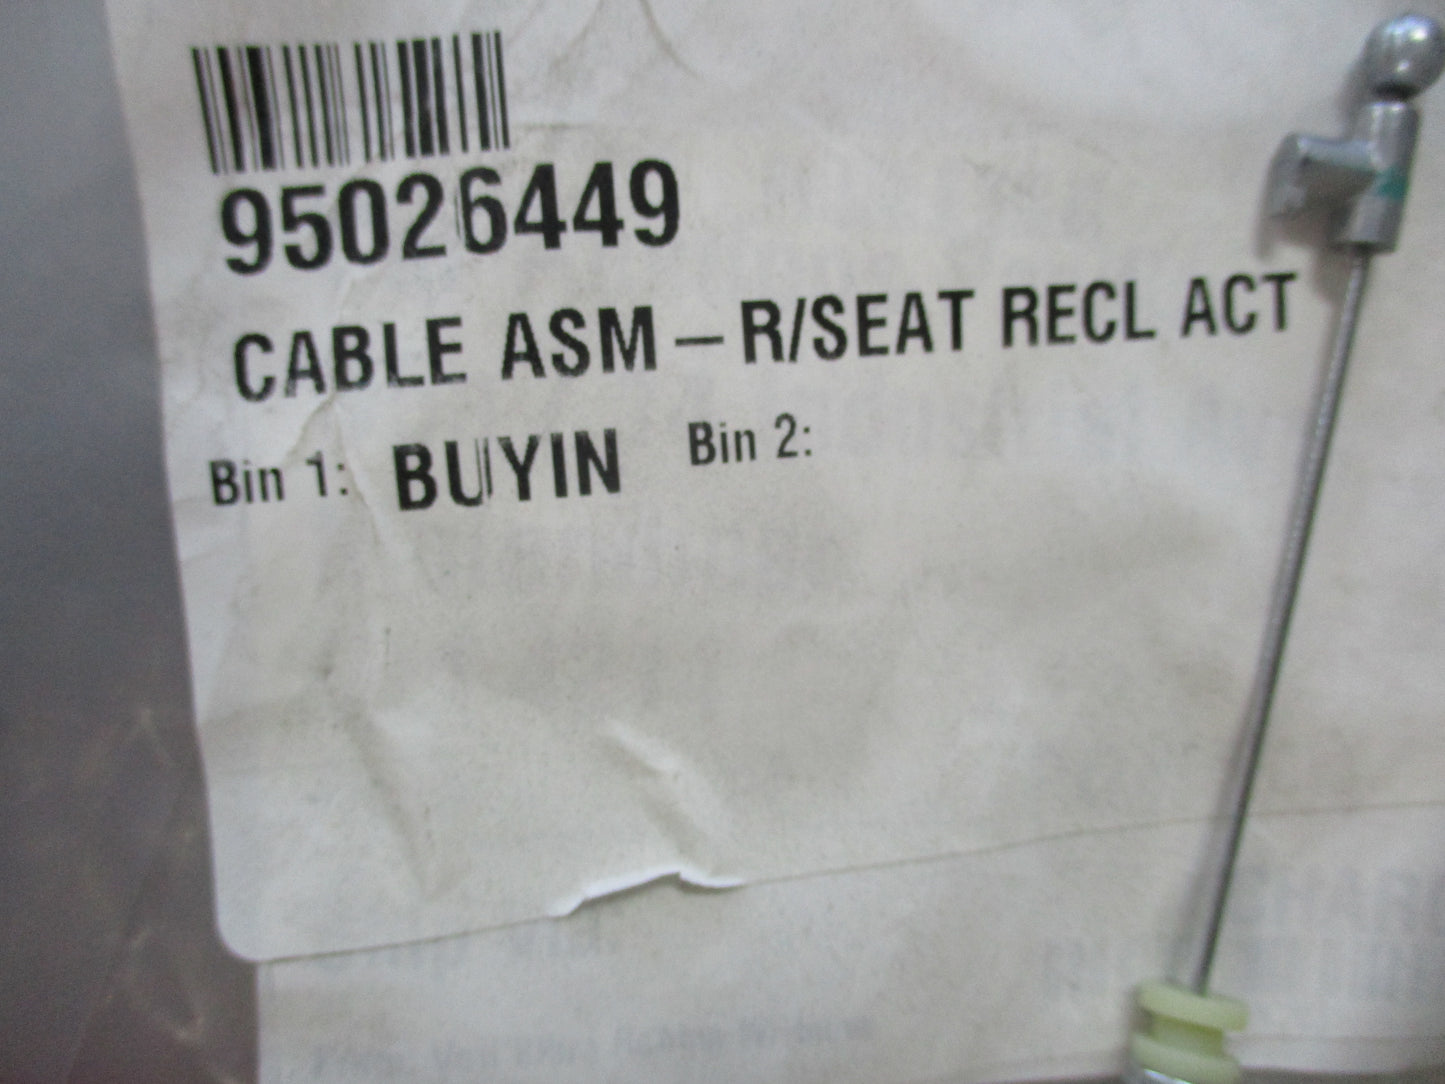 95026449
CABLE ASM – R/SEAT RECL ACT
Bin 1: BUYIN Bin 2: